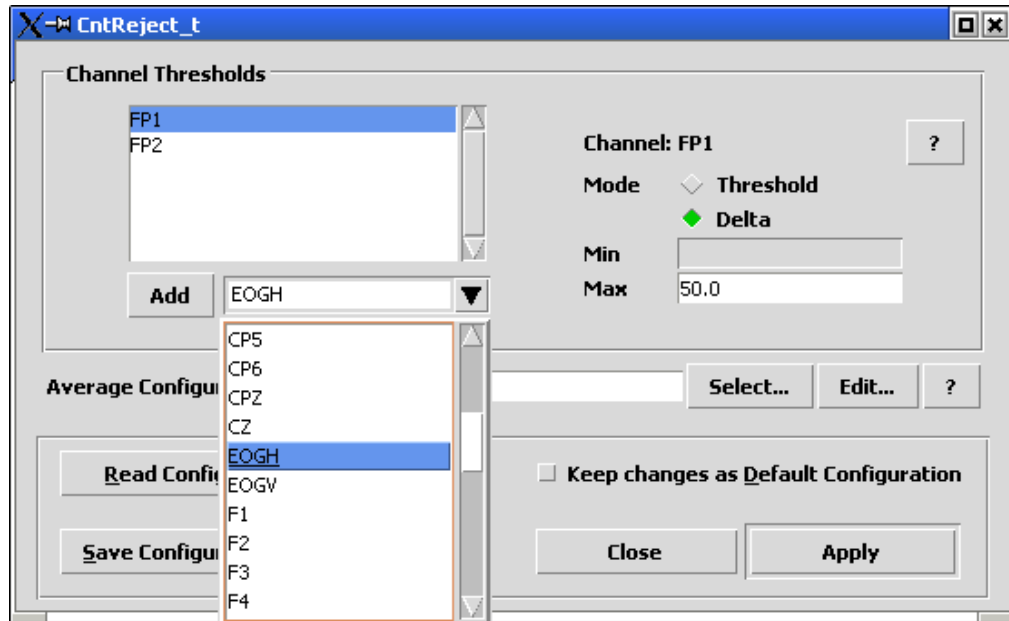 CntReject_t
Channel Thresholds
FP1
FP2
Channel: FP1
?
Mode
Threshold
Delta
Min
Max
50.0
Add
EOGH
CP5
CP6
CPZ
CZ
EOGH
EOGV
F1
F2
F3
F4
Average Configu
Select...
Edit...
?
Read Config
Keep changes as Default Configuration
Save Configu
Close
Apply